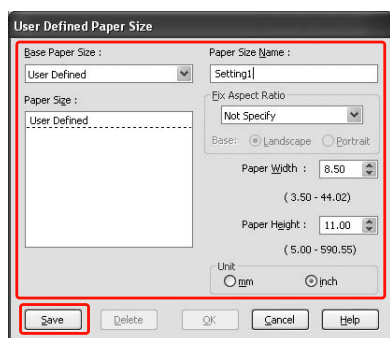 User Defined Paper Size
Base Paper Size :
User Defined
Paper Size :
User Defined
Paper Size Name :
Setting1
Fix Aspect Ratio
Not Specify
Base: Landscape Portrait
Paper Width : 8.50
( 3.50 - 44.02)
Paper Height : 11.00
( 5.00 - 590.55)
Unit
mm inch
Save Delete OK Cancel Help